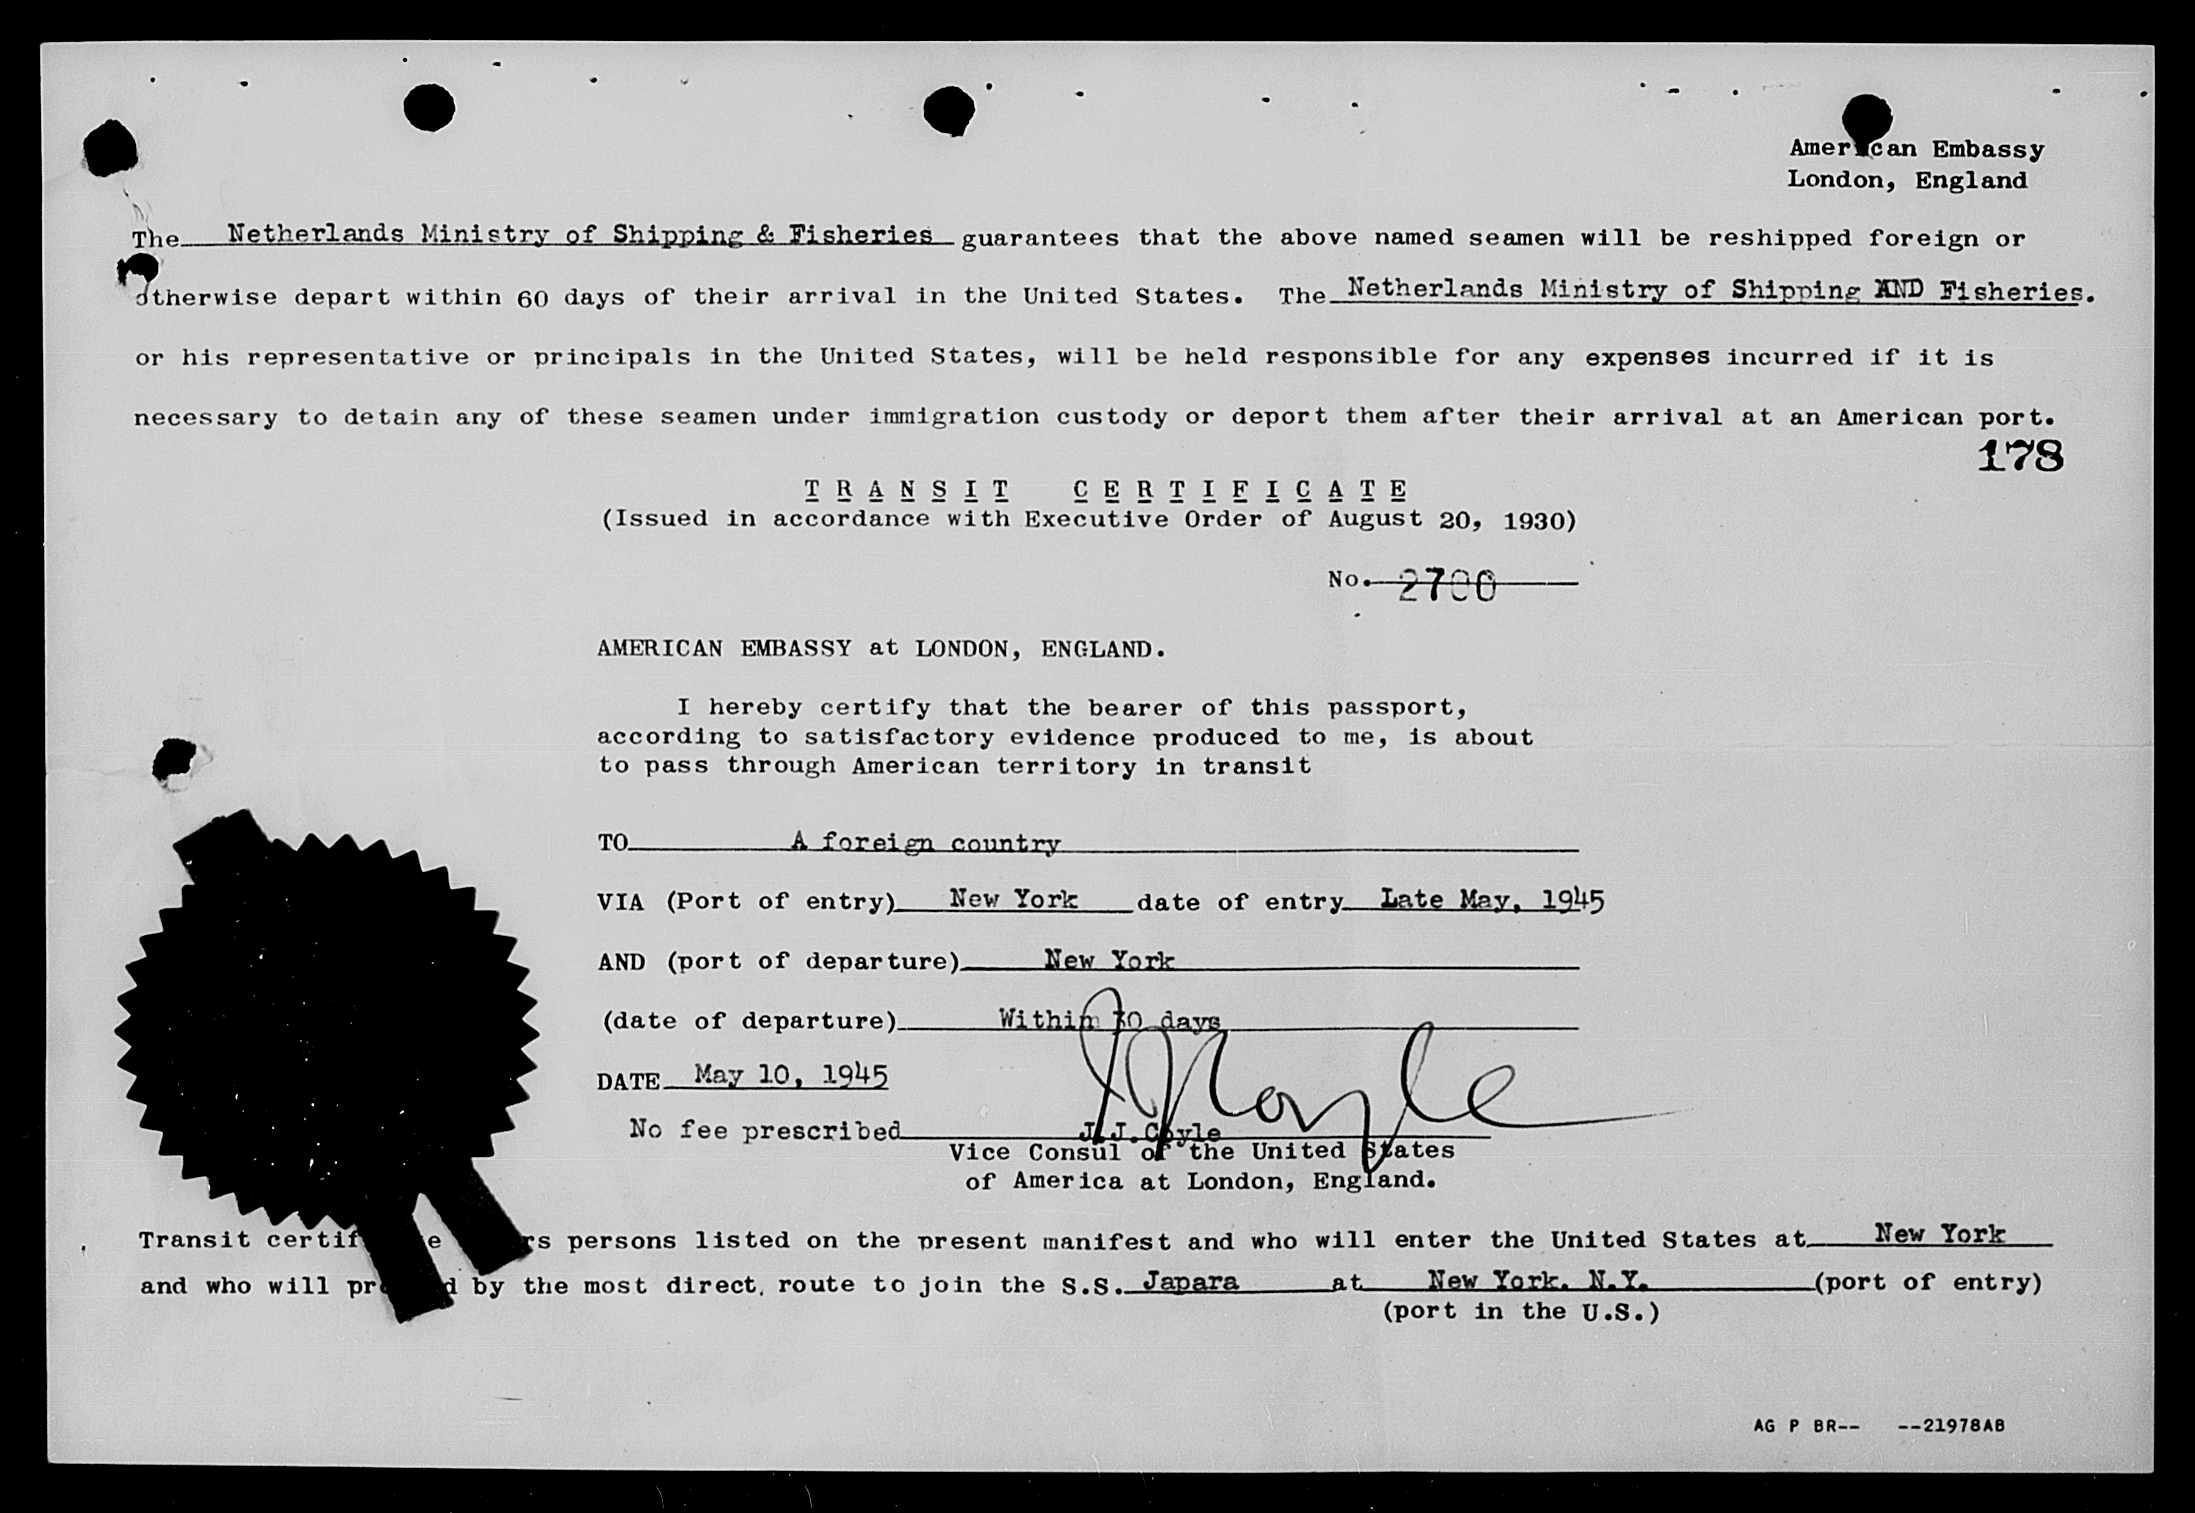 American Embassy
London, England
The Netherlands Ministry of Shipping & Fisheries guarantees that the above named seamen will be reshipped foreign or
otherwise depart within 60 days of their arrival in the United States. The Netherlands Ministry of Shipping AND Fisheries.
or his representative or principals in the United States, will be held responsible for any expenses incurred if it is
necessary to detain any of these seamen under immigration custody or deport them after their arrival at an American port.
178
TRANSIT CERTIFICATE
(Issued in accordance with Executive Order of August 20, 1930)
No. 2700
AMERICAN EMBASSY at LONDON, ENGLAND.
I hereby certify that the bearer of this passport,
according to satisfactory evidence produced to me, is about
to pass through American territory in transit
TO A foreign country
VIA (Port of entry) New York date of entry Late May, 1945
AND (port of departure) New York
(date of departure) Within 30 days
DATE May 10, 1945
No fee prescribed J.J.Coyle
Vice Consul of the United States
of America at London, England.
Transit certif e rs persons listed on the present manifest and who will enter the United States at New York
and who will pr d by the most direct route to join the S.S. Japara at New York, N.Y. (port of entry)
(port in the U.S.)
AG P BR-- --21978AB